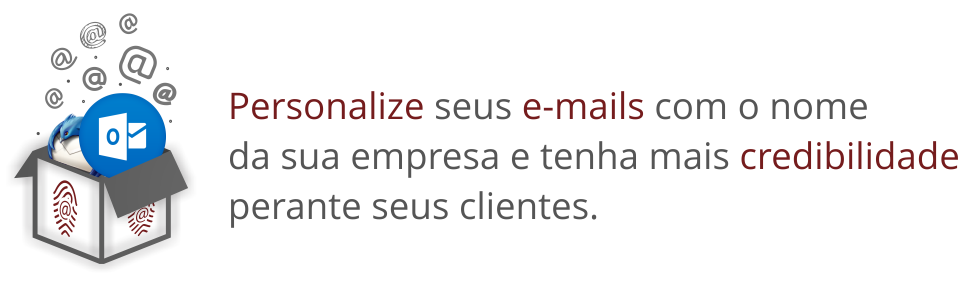 Personalize seus e-mails com o nome
da sua empresa e tenha mais credibilidade
perante seus clientes.